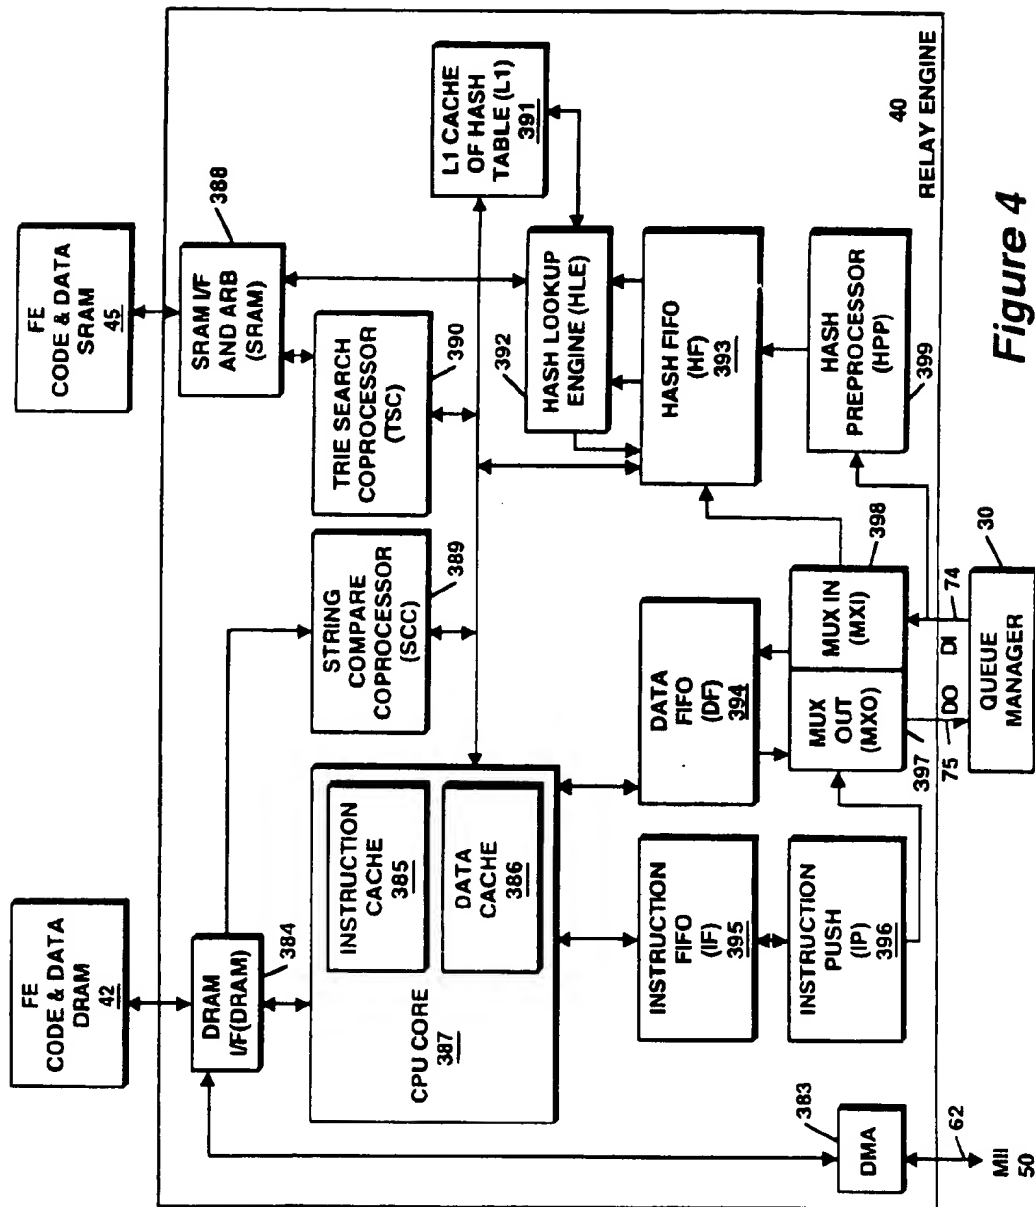 FE
CODE & DATA
DRAM
42
FE
CODE & DATA
SRAM
45
DRAM
I/F(DRAM)
384
SRAM I/F
AND ARB
(SRAM)
388
INSTRUCTION
CACHE
385
DATA
CACHE
386
CPU CORE
387
STRING
COMPARE
COPROCESSOR
(SCC)
389
TRIE SEARCH
COPROCESSOR
(TSC)
390
L1 CACHE
OF HASH
TABLE (L1)
391
392
HASH LOOKUP
ENGINE (HLE)
INSTRUCTION
FIFO
(IF)
395
DATA
FIFO
(DF)
394
HASH FIFO
(HF)
393
383
DMA
INSTRUCTION
PUSH
(IP)
396
MUX
OUT
(MXO)
397
MUX IN
(MXI)
398
HASH
PREPROCESSOR
(HPP)
399
40
RELAY ENGINE
62
MII
50
75
DO
DI
74
30
QUEUE
MANAGER
Figure 4